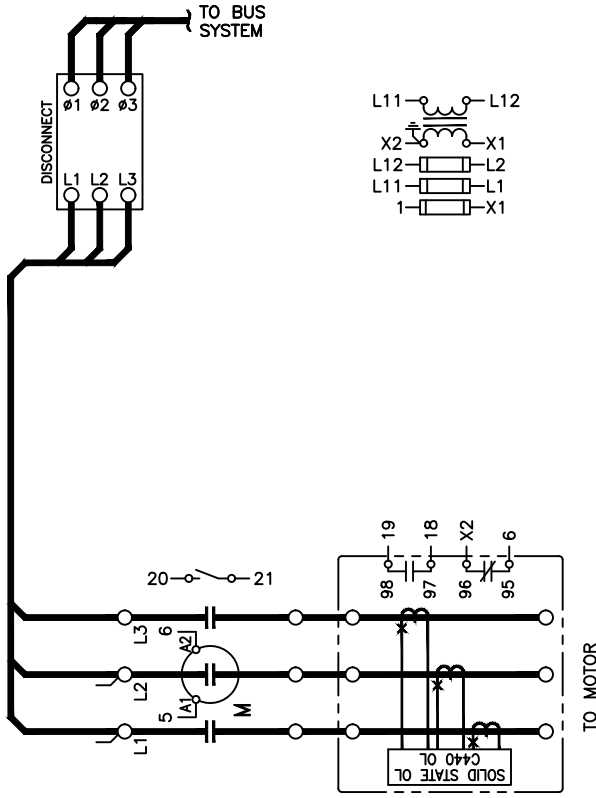 TO BUS
SYSTEM
DISCONNECT
ø1 ø2 ø3
L1 L2 L3
L11 L12
X2 X1
L12 L2
L11 L1
1 X1
19 18 X2 6
98 97 96 95
20 21
L3
6
A2
L2
A1
5
M
L1
SOLID STATE OL
C440 OL
TO MOTOR